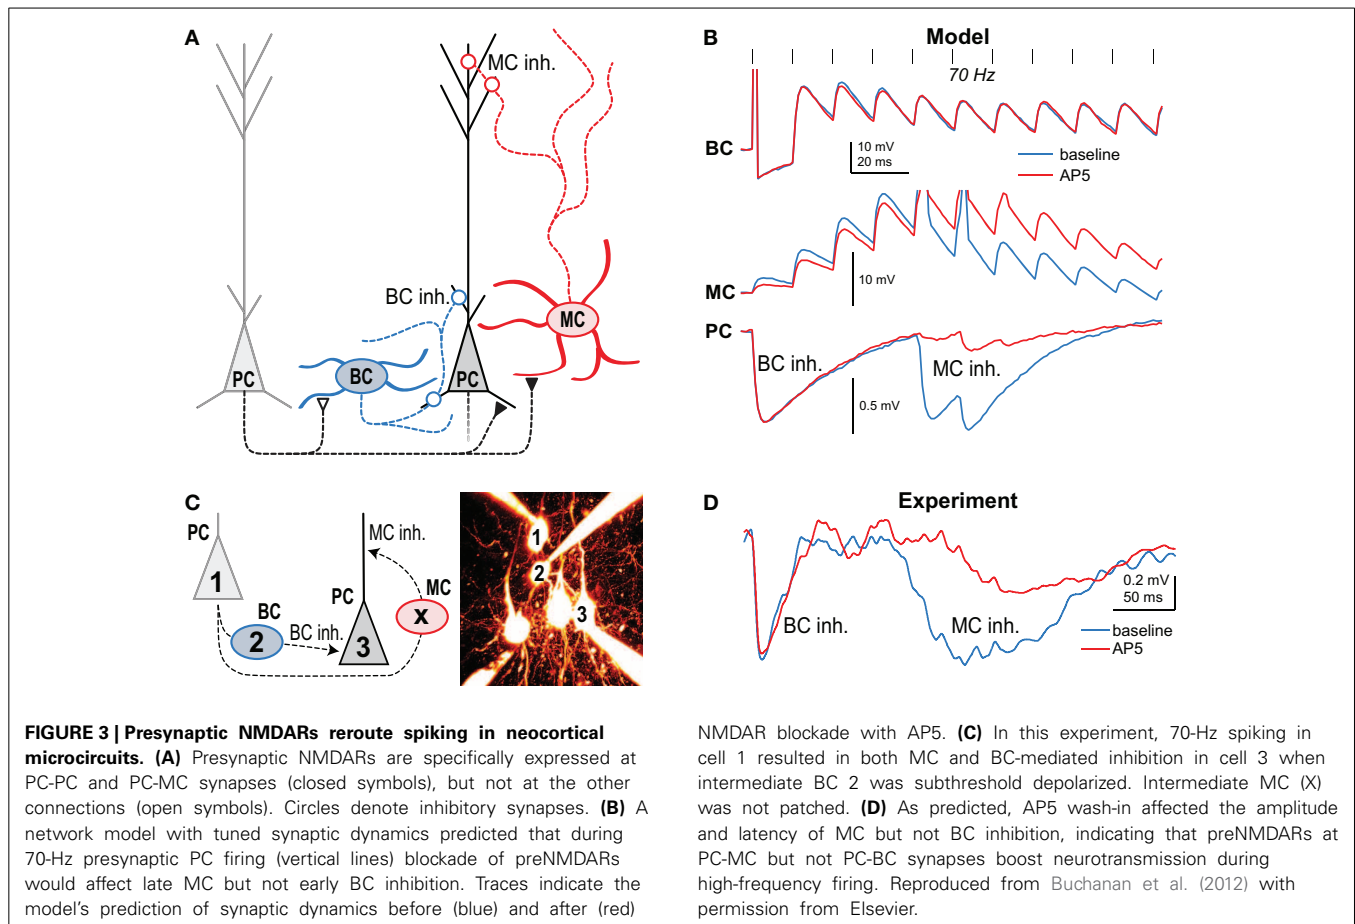 A
MC inh.
BC inh.
MC
PC
BC
PC
B
Model
70 Hz
BC
10 mV
20 ms
baseline
AP5
10 mV
MC
PC
BC inh.
MC inh.
0.5 mV
C
PC
MC inh.
1
PC
MC
BC
X
2
BC inh.
3
1
2
3
D
Experiment
0.2 mV
50 ms
BC inh.
MC inh.
baseline
AP5
FIGURE 3 | Presynaptic NMDARs reroute spiking in neocortical
microcircuits. (A) Presynaptic NMDARs are specifically expressed at
PC-PC and PC-MC synapses (closed symbols), but not at the other
connections (open symbols). Circles denote inhibitory synapses. (B) A
network model with tuned synaptic dynamics predicted that during
70-Hz presynaptic PC firing (vertical lines) blockade of preNMDARs
would affect late MC but not early BC inhibition. Traces indicate the
model's prediction of synaptic dynamics before (blue) and after (red)
NMDAR blockade with AP5. (C) In this experiment, 70-Hz spiking in
cell 1 resulted in both MC and BC-mediated inhibition in cell 3 when
intermediate BC 2 was subthreshold depolarized. Intermediate MC (X)
was not patched. (D) As predicted, AP5 wash-in affected the amplitude
and latency of MC but not BC inhibition, indicating that preNMDARs at
PC-MC but not PC-BC synapses boost neurotransmission during
high-frequency firing. Reproduced from Buchanan et al. (2012) with
permission from Elsevier.